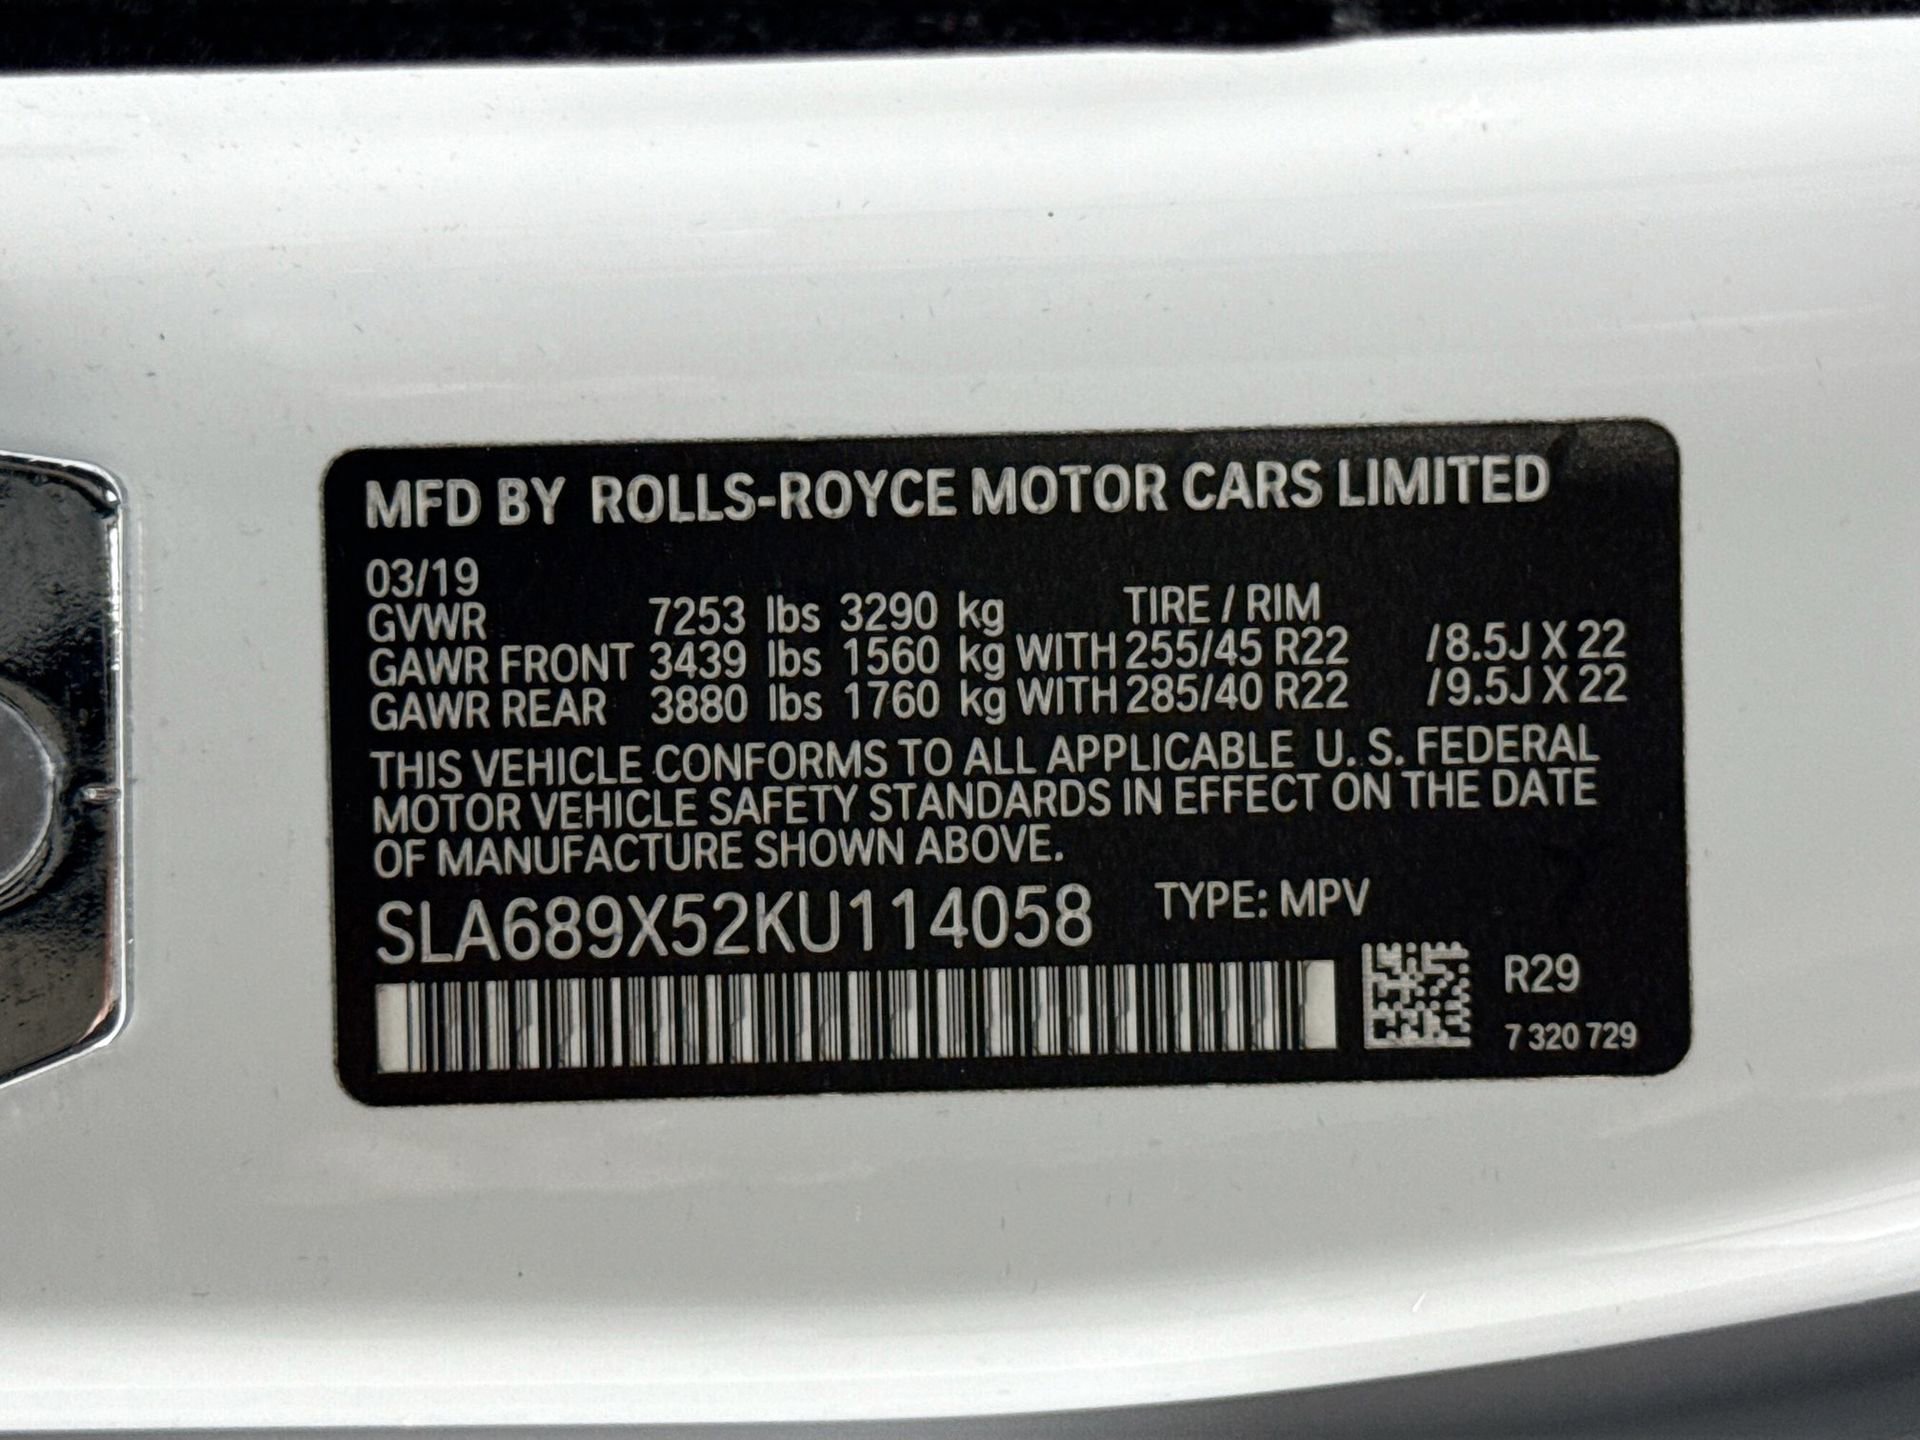 MFD BY ROLLS-ROYCE MOTOR CARS LIMITED
03/19
GVWR 7253 lbs 3290 kg TIRE / RIM
GAWR FRONT 3439 lbs 1560 kg WITH 255/45 R22 /8.5J X 22
GAWR REAR 3880 lbs 1760 kg WITH 285/40 R22 /9.5J X 22
THIS VEHICLE CONFORMS TO ALL APPLICABLE U. S. FEDERAL
MOTOR VEHICLE SAFETY STANDARDS IN EFFECT ON THE DATE
OF MANUFACTURE SHOWN ABOVE.
SLA689X52KU114058 TYPE: MPV
R29
7 320 729